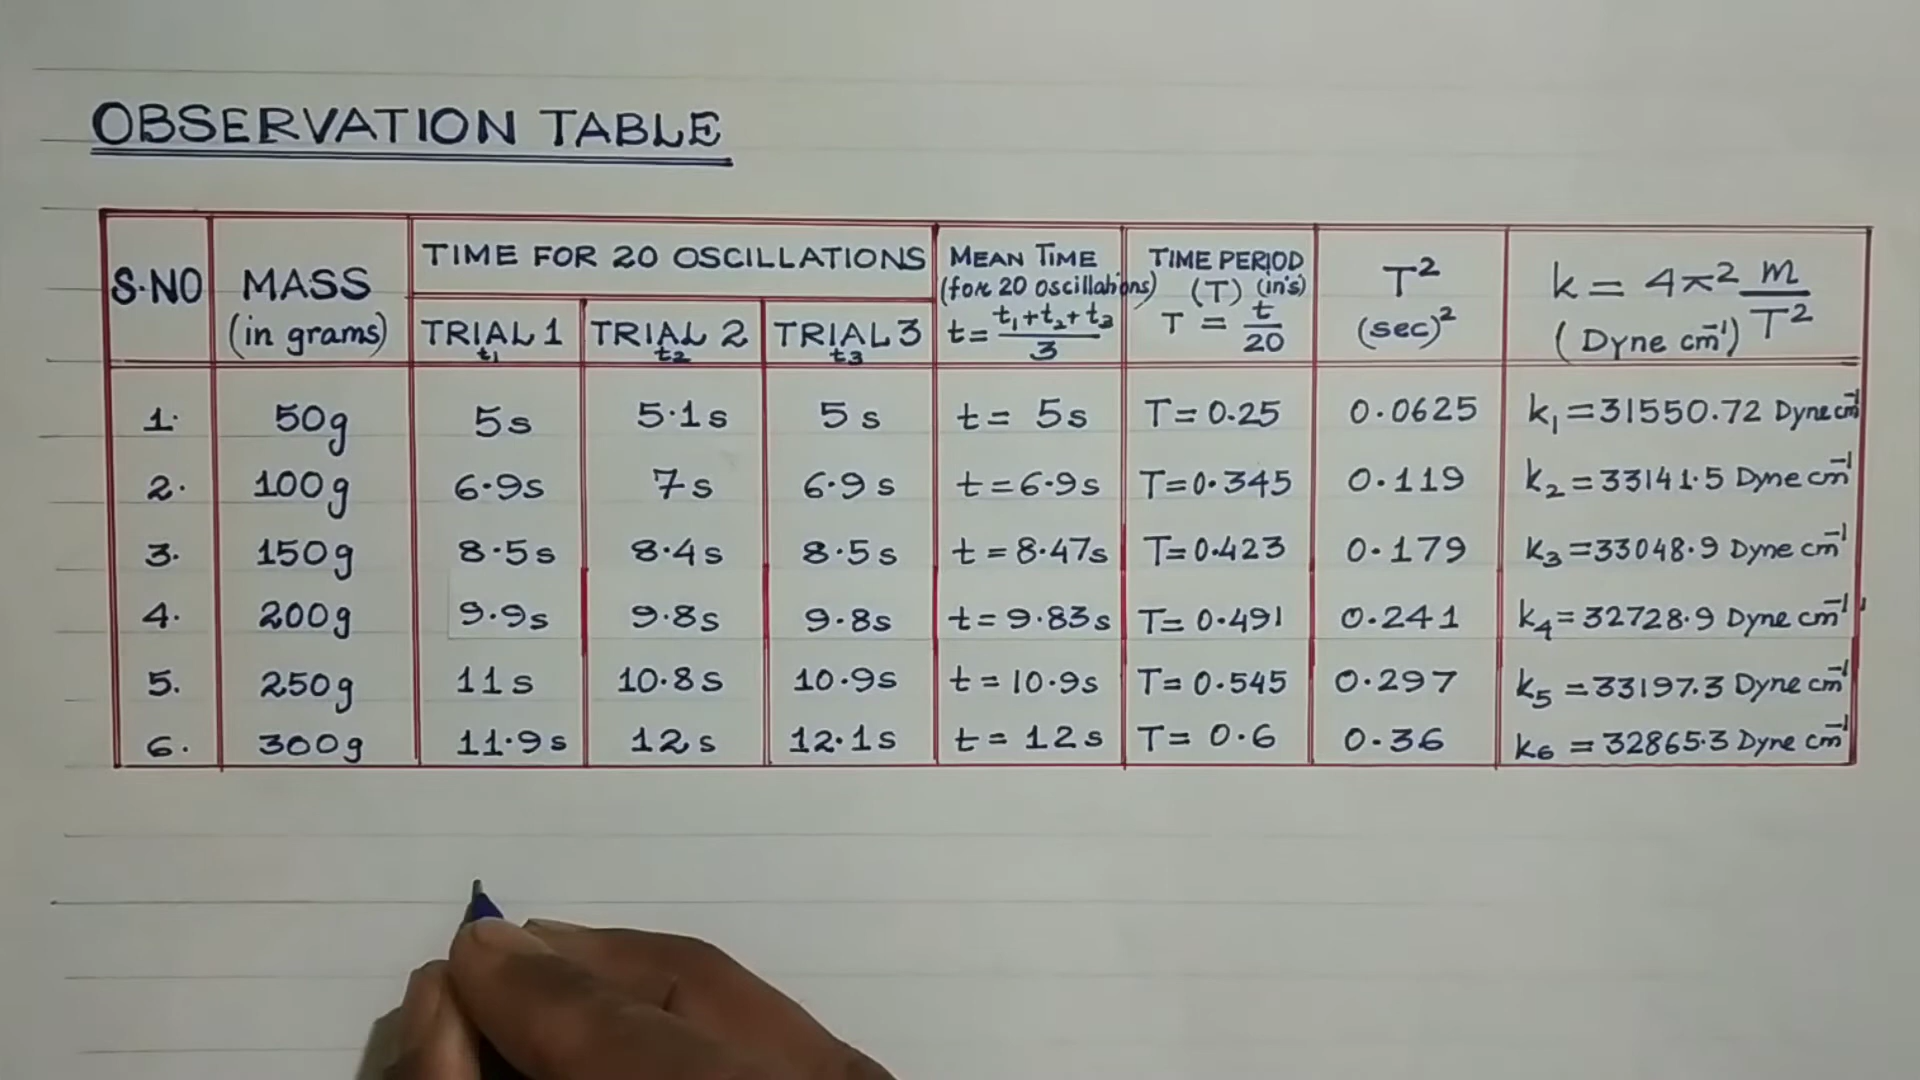 OBSERVATION TABLE
S.NO MASS (in grams) TIME FOR 20 OSCILLATIONS MEAN TIME (for 20 oscillations) t = t₁+t₂+t₃/3 TIME PERIOD (T) (in s) T = t/20 T² (sec)² k = 4π² m/T² (Dyne cm⁻¹)
TRIAL 1 t₁ TRIAL 2 t₂ TRIAL 3 t₃
1. 50g 5s 5.1s 5s t = 5s T = 0.25 0.0625 k₁ = 31550.72 Dyne cm⁻¹
2. 100g 6.9s 7s 6.9s t = 6.9s T = 0.345 0.119 k₂ = 33141.5 Dyne cm⁻¹
3. 150g 8.5s 8.4s 8.5s t = 8.47s T = 0.423 0.179 k₃ = 33048.9 Dyne cm⁻¹
4. 200g 9.9s 9.8s 9.8s t = 9.83s T = 0.491 0.241 k₄ = 32728.9 Dyne cm⁻¹
5. 250g 11s 10.8s 10.9s t = 10.9s T = 0.545 0.297 k₅ = 33197.3 Dyne cm⁻¹
6. 300g 11.9s 12s 12.1s t = 12s T = 0.6 0.36 k₆ = 32865.3 Dyne cm⁻¹